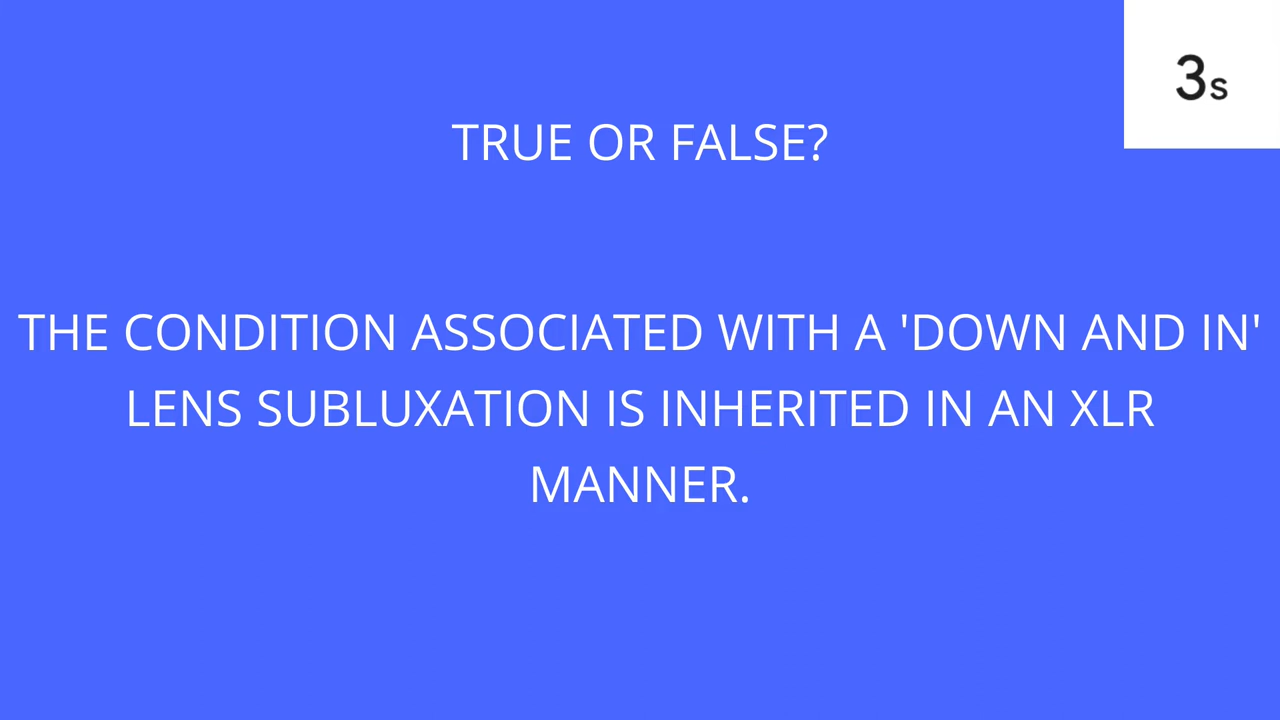 3s
TRUE OR FALSE?
THE CONDITION ASSOCIATED WITH A 'DOWN AND IN'
LENS SUBLUXATION IS INHERITED IN AN XLR
MANNER.